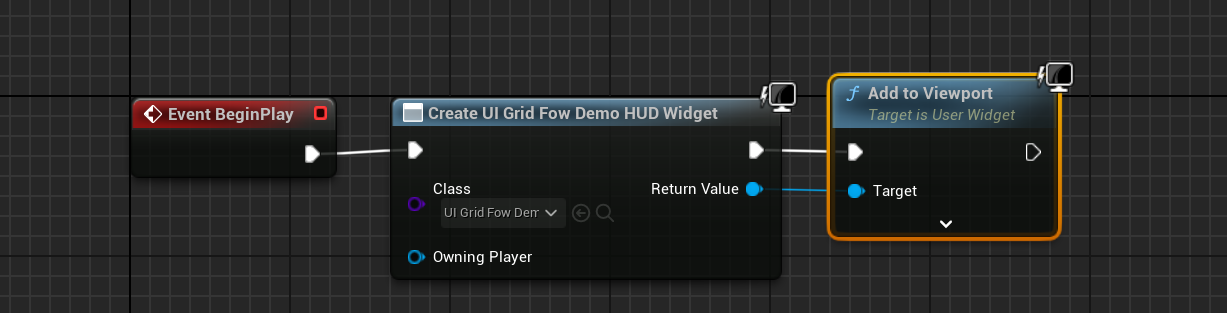 Event BeginPlay
Create UI Grid Fow Demo HUD Widget
Class
UI Grid Fow Der
Owning Player
Return Value
f Add to Viewport
Target is User Widget
Target